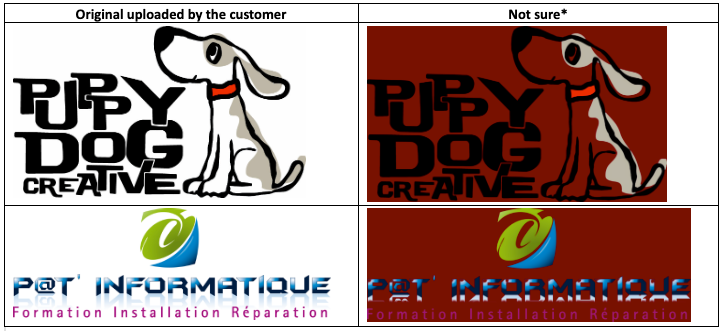 Original uploaded by the customer
Not sure*
PUPPY
DOG
CREATIVE
PUPPY
DOG
CREATIVE
P@T' INFORMATIQUE
Formation Installation Réparation
P@T' INFORMATIQUE
Formation Installation Réparation